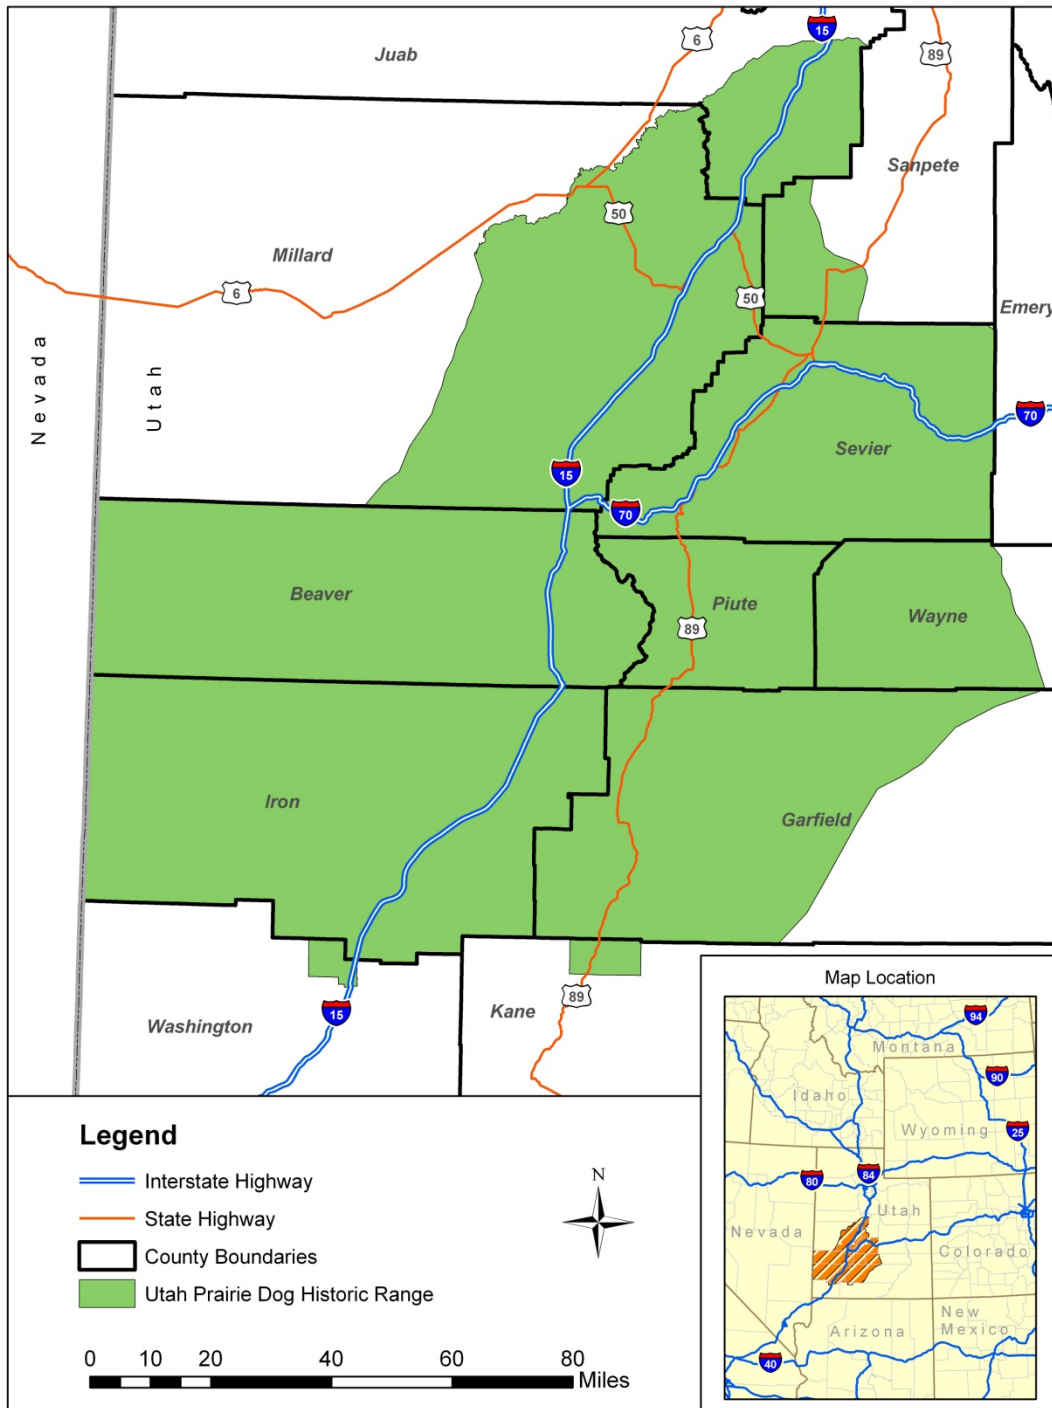 6
15
89
Juab
Sanpete
50
Millard
6
50
Emery
Nevada
Utah
70
Sevier
15
70
Beaver
Piute
Wayne
89
Iron
Garfield
Washington
15
Kane
89
Map Location
94
Montana
90
Idaho
Wyoming
25
80
84
Utah
Nevada
Colorado
New
Mexico
Arizona
40
Legend
Interstate Highway
State Highway
County Boundaries
Utah Prairie Dog Historic Range
N
0 10 20 40 60 80
Miles